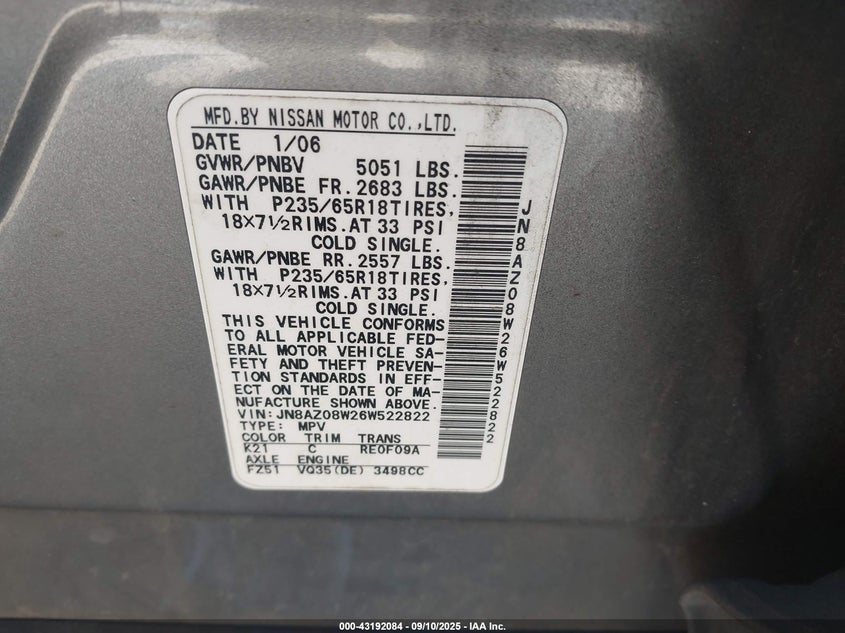 MFD.BY NISSAN MOTOR CO.,LTD.
DATE 1/06
GVWR/PNBV 5051 LBS.
GAWR/PNBE FR. 2683 LBS.
WITH P235/65R18TIRES,
18×7½RIMS.AT 33 PSI
COLD SINGLE.
GAWR/PNBE RR. 2557 LBS.
WITH P235/65R18TIRES,
18×7½RIMS.AT 33 PSI
COLD SINGLE.
THIS VEHICLE CONFORMS
TO ALL APPLICABLE FED-
ERAL MOTOR VEHICLE SA-
FETY AND THEFT PREVEN-
TION STANDARDS IN EFF-
ECT ON THE DATE OF MA-
NUFACTURE SHOWN ABOVE.
VIN: JN8AZ08W26W522822
TYPE: MPV
COLOR TRIM TRANS
K21 C RE0F09A
AXLE ENGINE
FZ51 VQ35(DE) 3498CC
JN8AZ08W26W522822
000-43192084 - 09/10/2025 - IAA Inc.